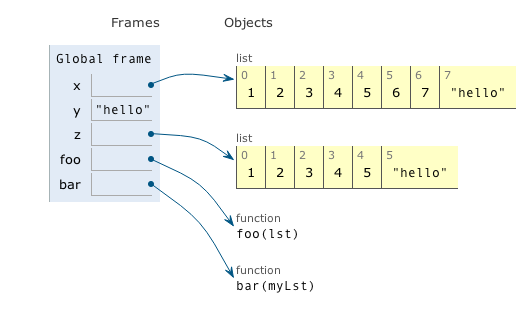 Frames Objects
Global frame
x
y "hello"
z
foo
bar
list
0 1 2 3 4 5 6 7
1 2 3 4 5 6 7 "hello"
list
0 1 2 3 4 5
1 2 3 4 5 "hello"
function
foo(lst)
function
bar(myLst)